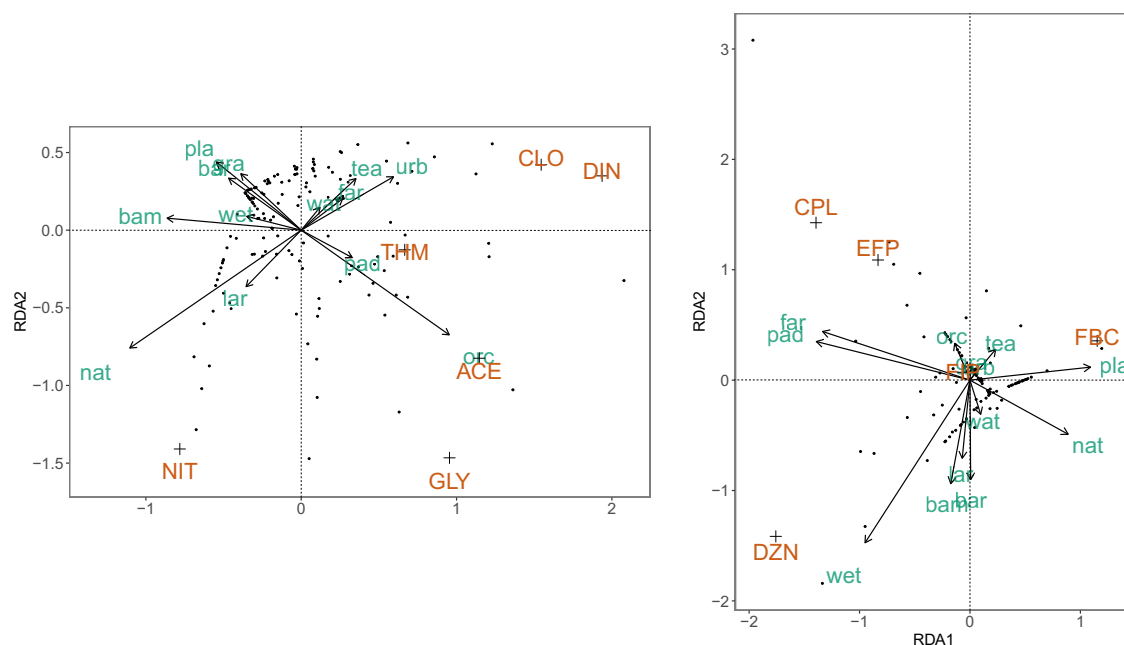 0.5
0.0
−0.5
−1.0
−1.5
−1
0
1
2
RDA2
pla
gra
bar
bam
wet
lar
nat
tea
urb
far
wat
pad
orc
CLO
DIN
THM
ACE
GLY
NIT
3
2
1
0
−1
−2
−2
−1
0
1
RDA2
RDA1
CPL
EFP
FBC
DZN
far
pad
orc
tea
gra
pla
wat
nat
lar
bam
bar
wet